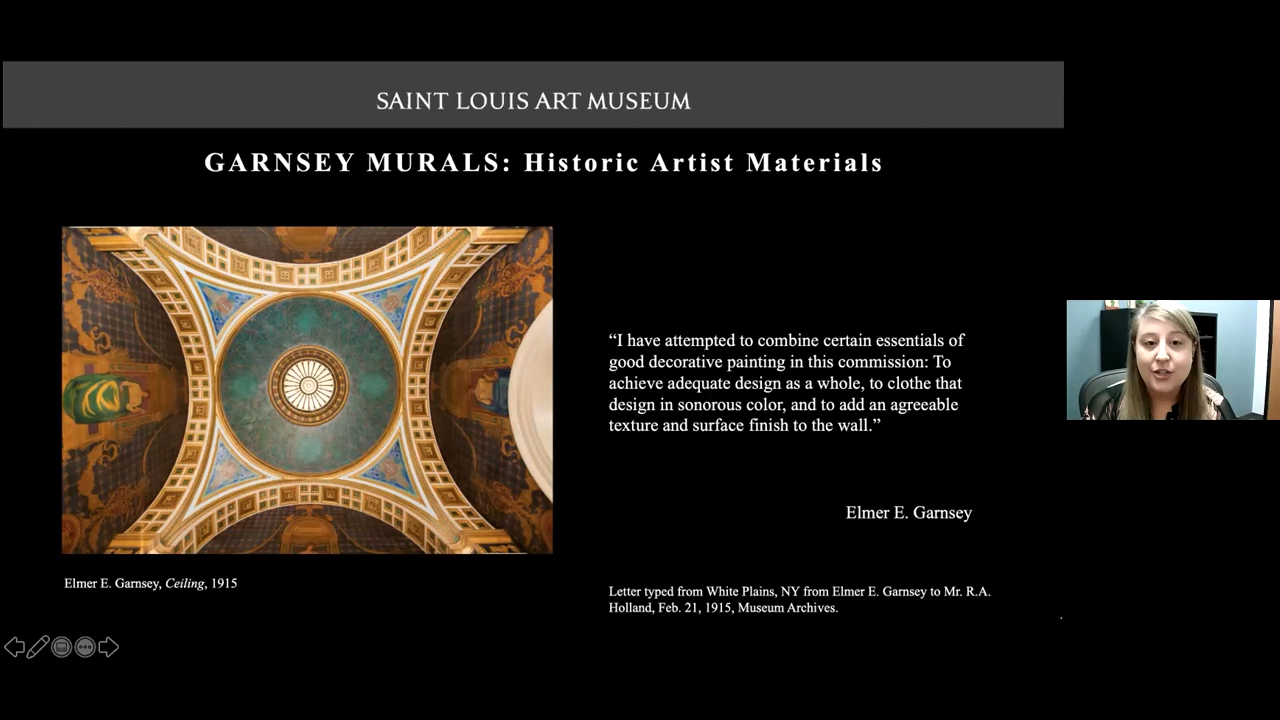 SAINT LOUIS ART MUSEUM
GARNSEY MURALS: Historic Artist Materials
“I have attempted to combine certain essentials of
good decorative painting in this commission: To
achieve adequate design as a whole, to clothe that
design in sonorous color, and to add an agreeable
texture and surface finish to the wall.”
Elmer E. Garnsey
Elmer E. Garnsey, Ceiling, 1915
Letter typed from White Plains, NY from Elmer E. Garnsey to Mr. R.A.
Holland, Feb. 21, 1915, Museum Archives.